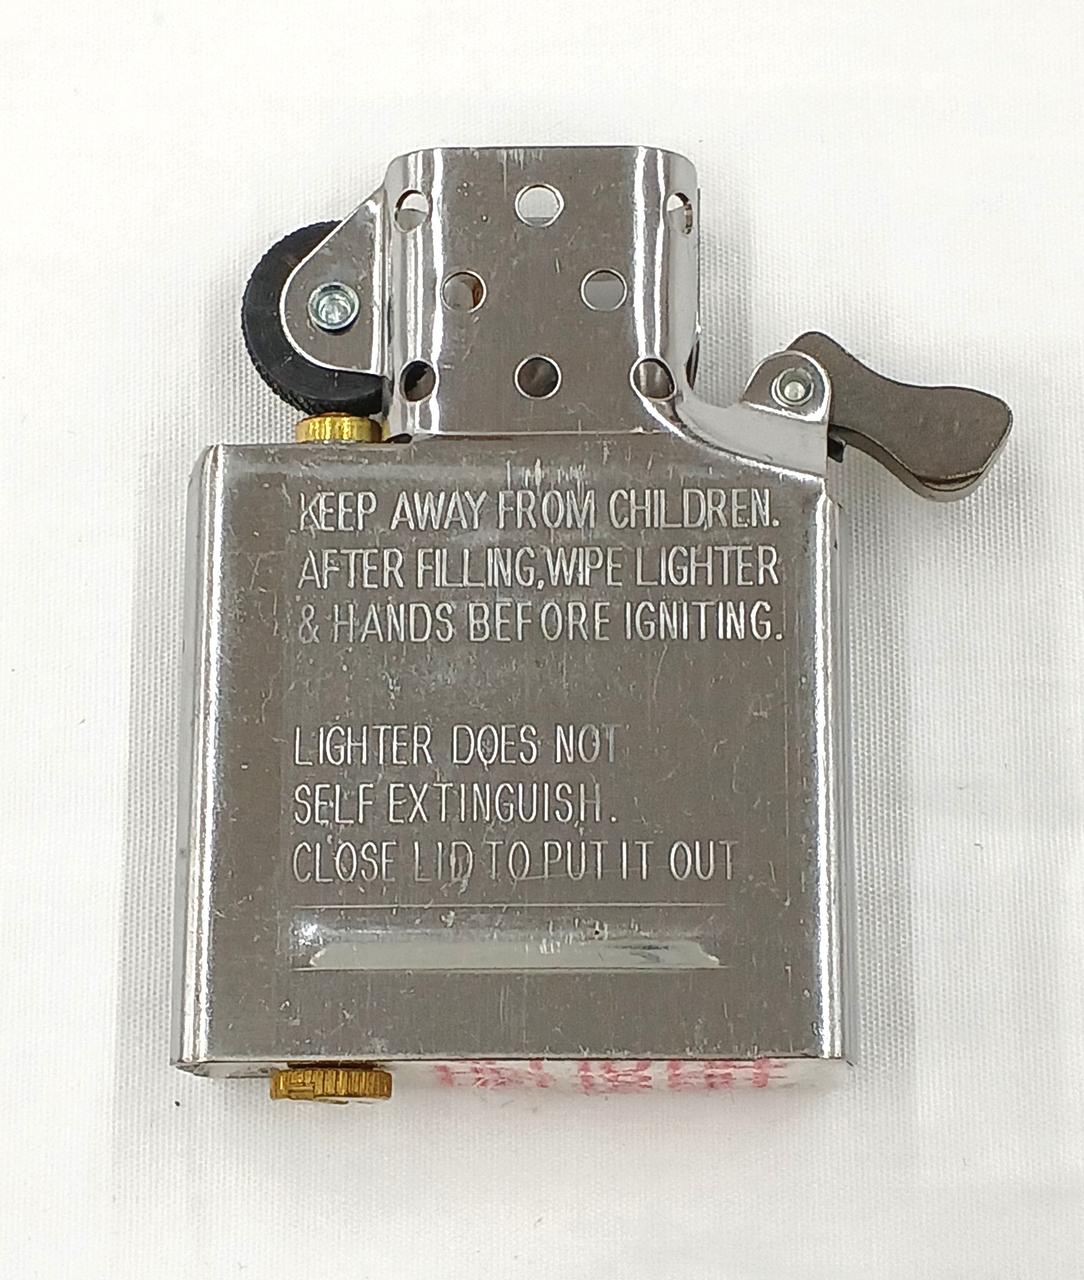 KEEP AWAY FROM CHILDREN.
AFTER FILLING,WIPE LIGHTER
& HANDS BEFORE IGNITING.
LIGHTER DOES NOT
SELF EXTINGUISH.
CLOSE LID TO PUT IT OUT